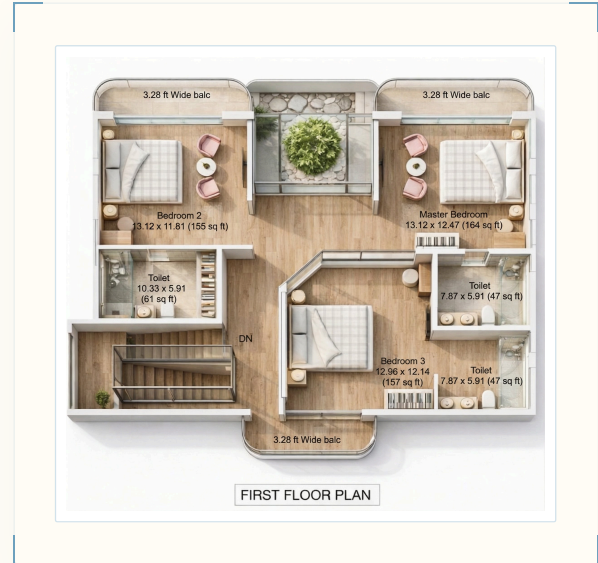 3.28 ft Wide balc
3.28 ft Wide balc
Bedroom 2
13.12 x 11.81 (155 sq ft)
Master Bedroom
13.12 x 12.47 (164 sq ft)
Toilet
10.33 x 5.91
(61 sq ft)
Toilet
7.87 x 5.91 (47 sq ft)
DN
Bedroom 3
12.96 x 12.14
(157 sq ft)
Toilet
7.87 x 5.91 (47 sq ft)
3.28 ft Wide balc
FIRST FLOOR PLAN